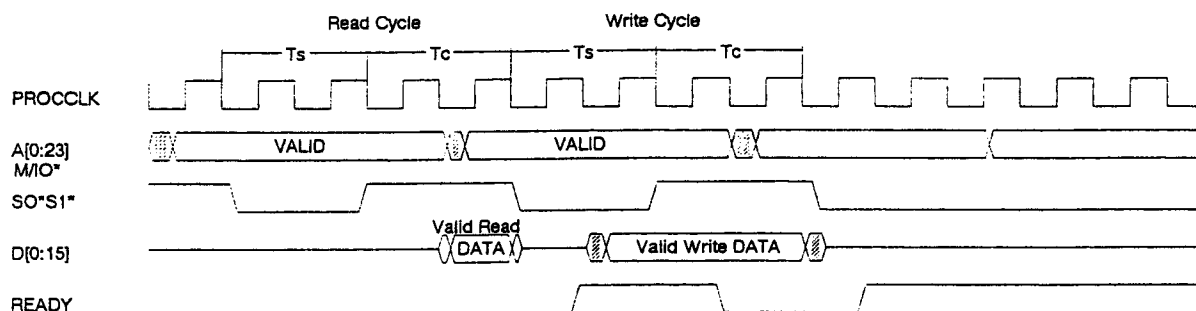 Read Cycle Write Cycle
Ts Tc Ts Tc
PROCCLK
A[0:23] VALID VALID
M/IO*
SO*S1*
Valid Read
D[0:15] DATA Valid Write DATA
READY